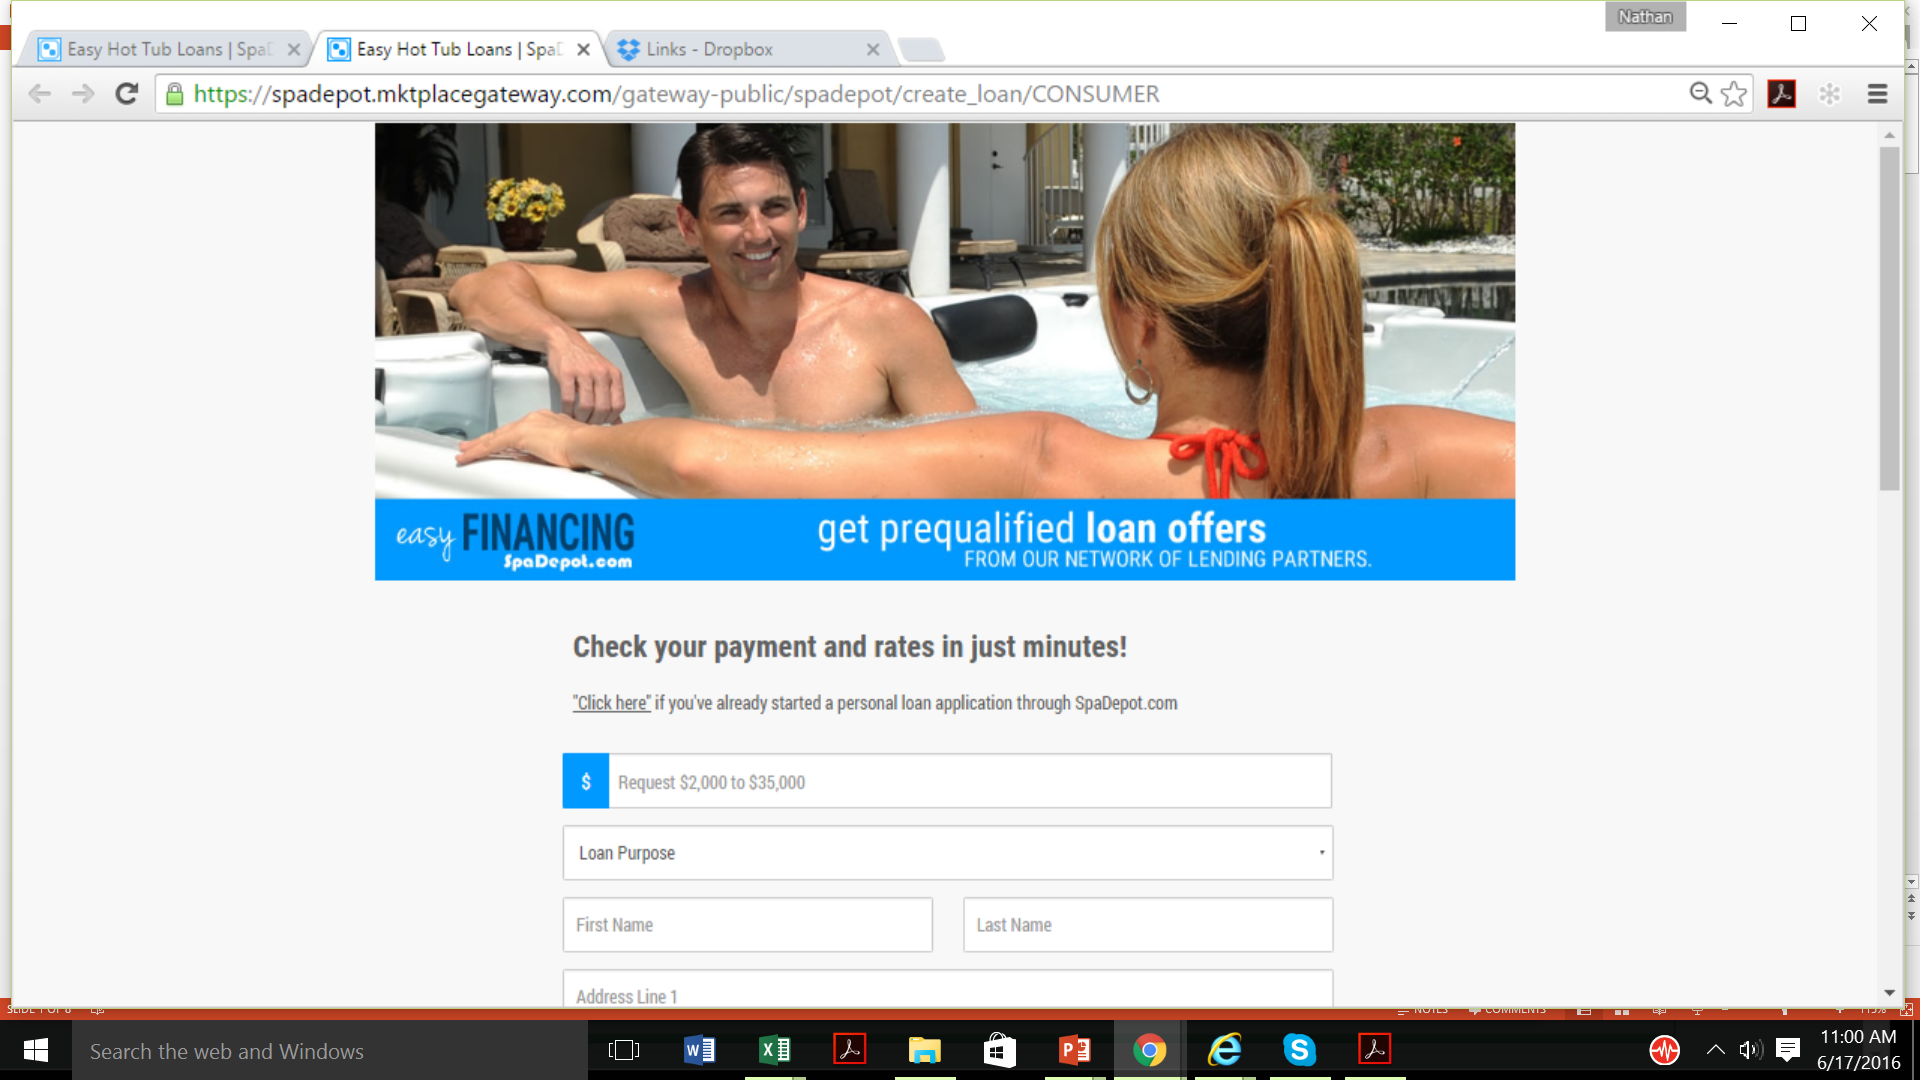 Nathan
Easy Hot Tub Loans | Spa
Easy Hot Tub Loans | Spa
Links - Dropbox
https://spadepot.mktplacegateway.com/gateway-public/spadepot/create_loan/CONSUMER
easy FINANCING
SpaDepot.com
get prequalified loan offers
FROM OUR NETWORK OF LENDING PARTNERS.
Check your payment and rates in just minutes!
"Click here" if you've already started a personal loan application through SpaDepot.com
$ Request $2,000 to $35,000
Loan Purpose
First Name
Last Name
Address Line 1
NOTES
COMMENTS
Search the web and Windows
11:00 AM
6/17/2016